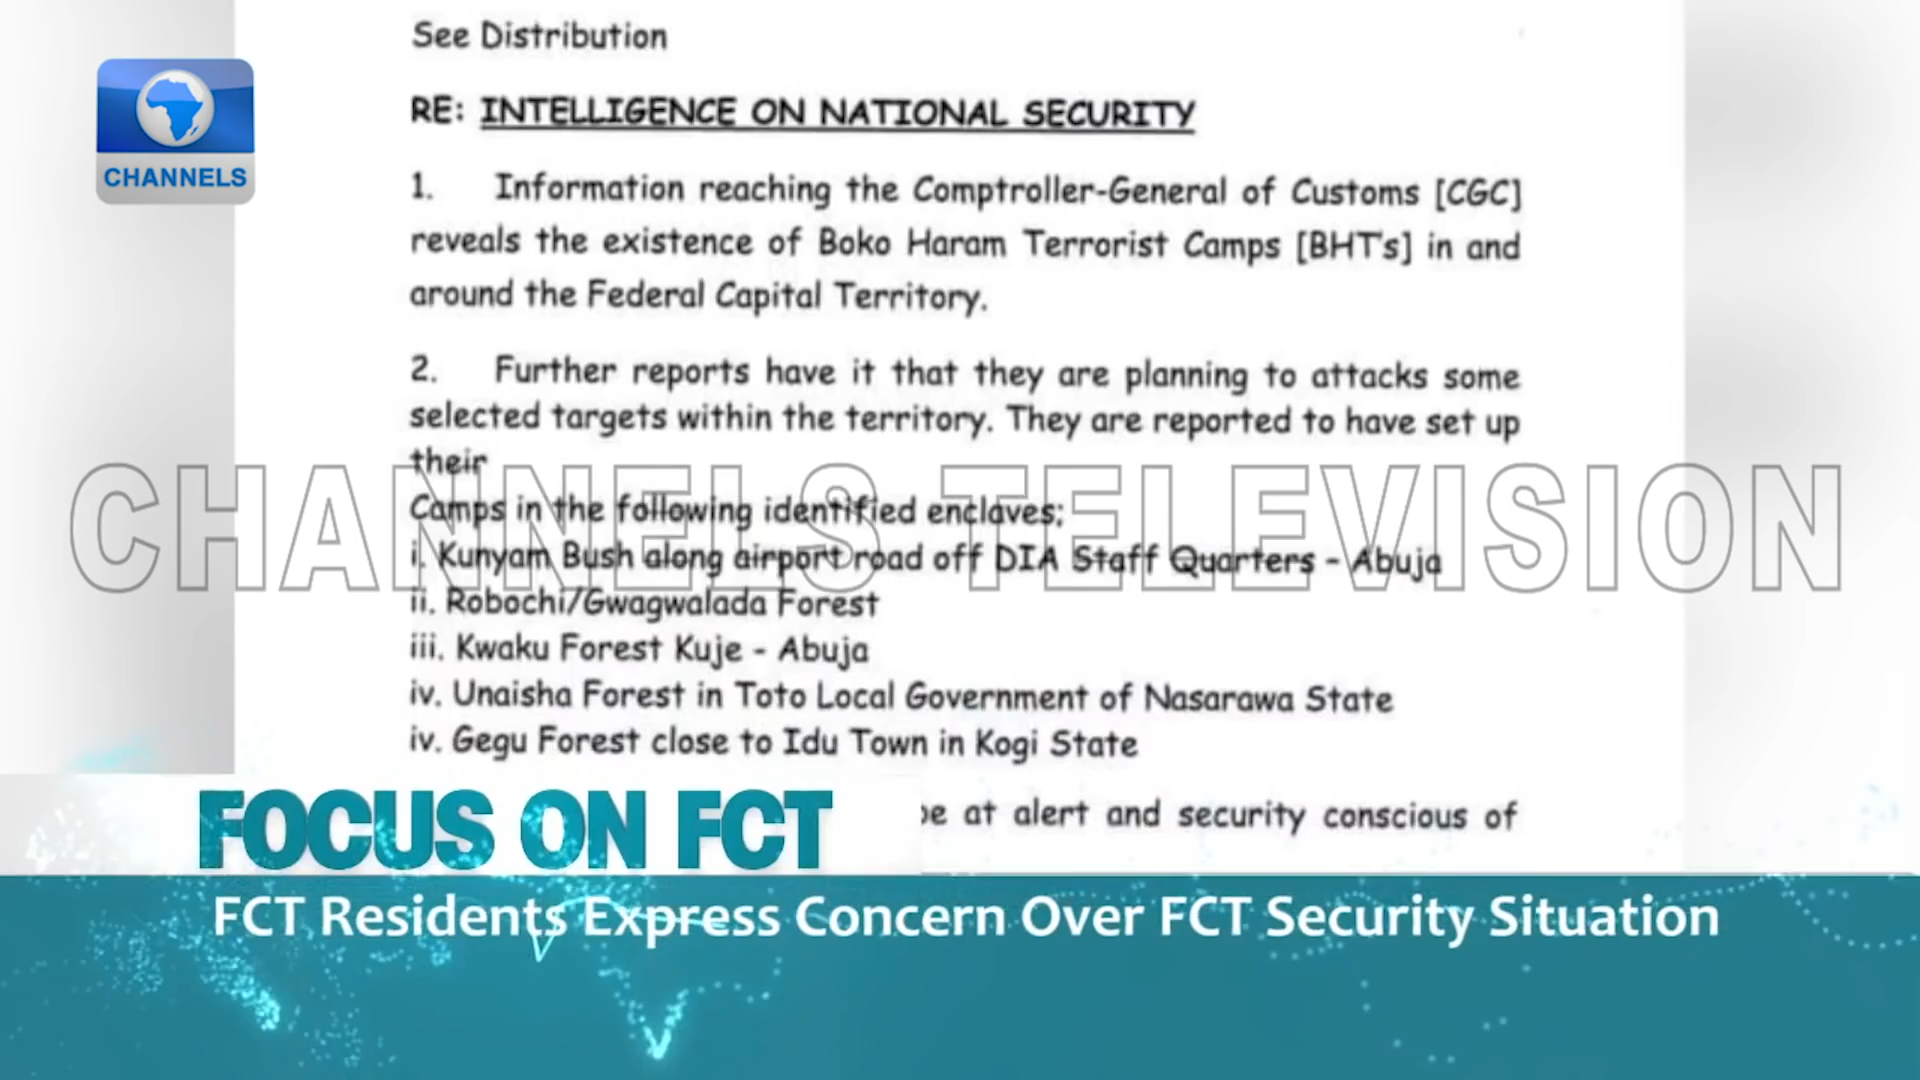 See Distribution
RE: INTELLIGENCE ON NATIONAL SECURITY
1. Information reaching the Comptroller-General of Customs [CGC]
reveals the existence of Boko Haram Terrorist Camps [BHT's] in and
around the Federal Capital Territory.
2. Further reports have it that they are planning to attacks some
selected targets within the territory. They are reported to have set up
their
Camps in the following identified enclaves;
i. Kunyam Bush along airport road off DIA Staff Quarters - Abuja
ii. Robochi/Gwagwalada Forest
iii. Kwaku Forest Kuje - Abuja
iv. Unaisha Forest in Toto Local Government of Nasarawa State
iv. Gegu Forest close to Idu Town in Kogi State
at alert and security conscious of
CHANNELS
CHANNELS TELEVISION
FOCUS ON FCT
FCT Residents Express Concern Over FCT Security Situation